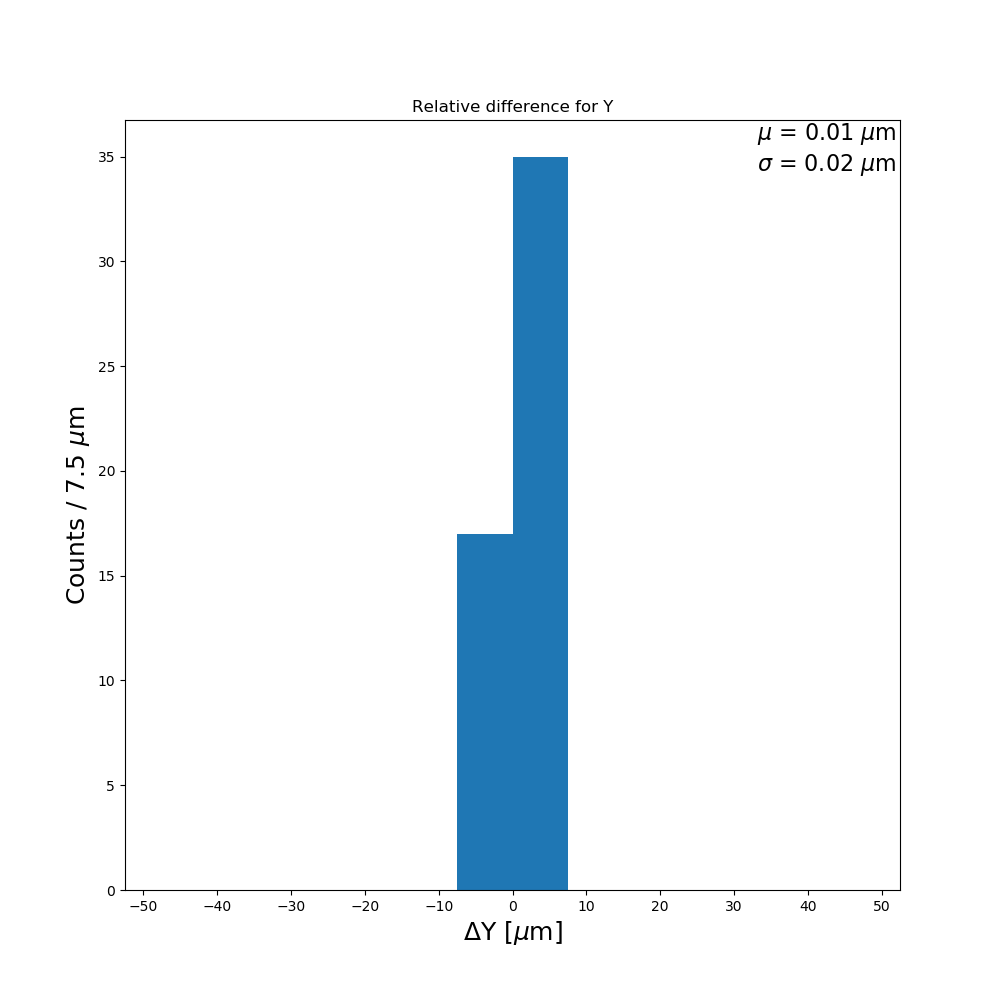 Relative difference for Y
μ = 0.01 μm
σ = 0.02 μm
Counts / 7.5 μm
35
30
25
20
15
10
5
0
−50 −40 −30 −20 −10 0 10 20 30 40 50
ΔY [μm]